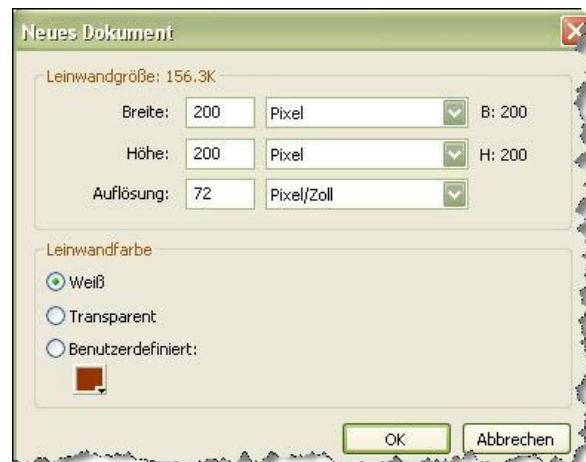 Neues Dokument
Leinwandgröße: 156.3K
Breite: 200 Pixel B: 200
Höhe: 200 Pixel H: 200
Auflösung: 72 Pixel/Zoll
Leinwandfarbe
Weiß
Transparent
Benutzerdefiniert:
OK Abbrechen